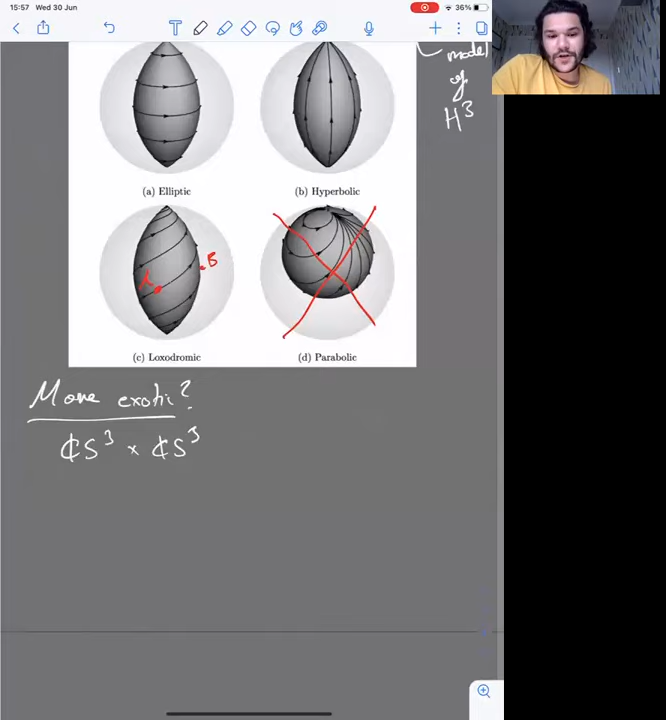 15:57 Wed 30 Jun
36%
model
of
H³
(a) Elliptic
(b) Hyperbolic
B
A
(c) Loxodromic
(d) Parabolic
More exotic?
ℂS³ × ℂS³